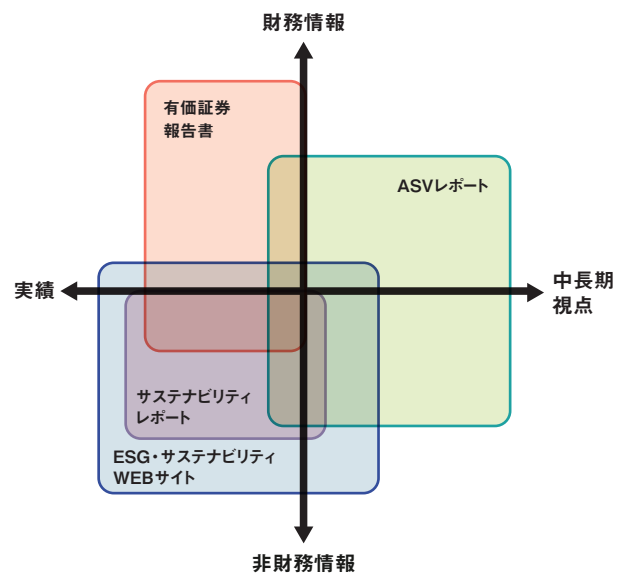 財務情報
有価証券
報告書
ASVレポート
実績
中長期
視点
サステナビリティ
レポート
ESG・サステナビリティ
WEBサイト
非財務情報